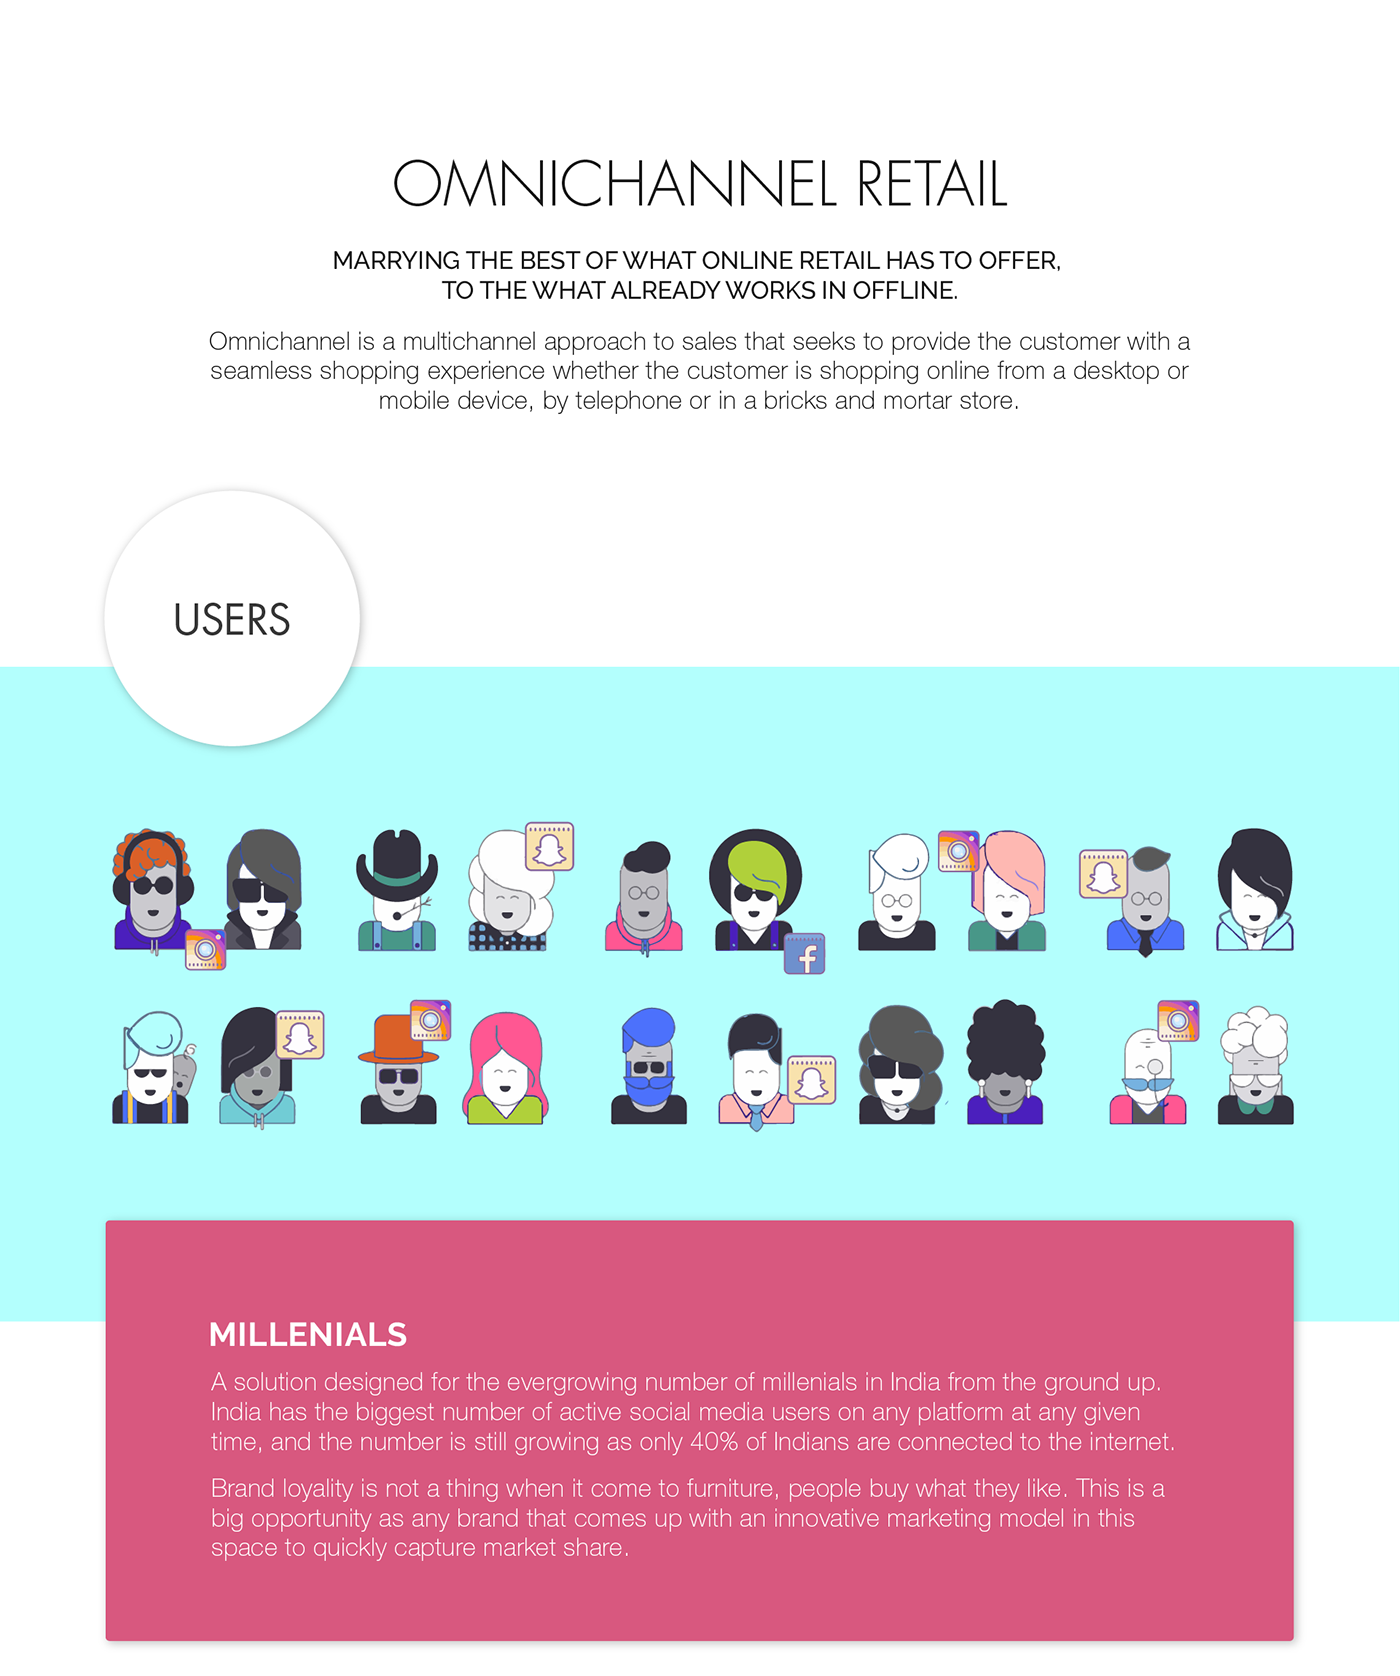 OMNICHANNEL RETAIL
MARRYING THE BEST OF WHAT ONLINE RETAIL HAS TO OFFER,
TO THE WHAT ALREADY WORKS IN OFFLINE.
Omnichannel is a multichannel approach to sales that seeks to provide the customer with a
seamless shopping experience whether the customer is shopping online from a desktop or
mobile device, by telephone or in a bricks and mortar store.
USERS
MILLENIALS
A solution designed for the evergrowing number of millenials in India from the ground up.
India has the biggest number of active social media users on any platform at any given
time, and the number is still growing as only 40% of Indians are connected to the internet.
Brand loyality is not a thing when it come to furniture, people buy what they like. This is a
big opportunity as any brand that comes up with an innovative marketing model in this
space to quickly capture market share.